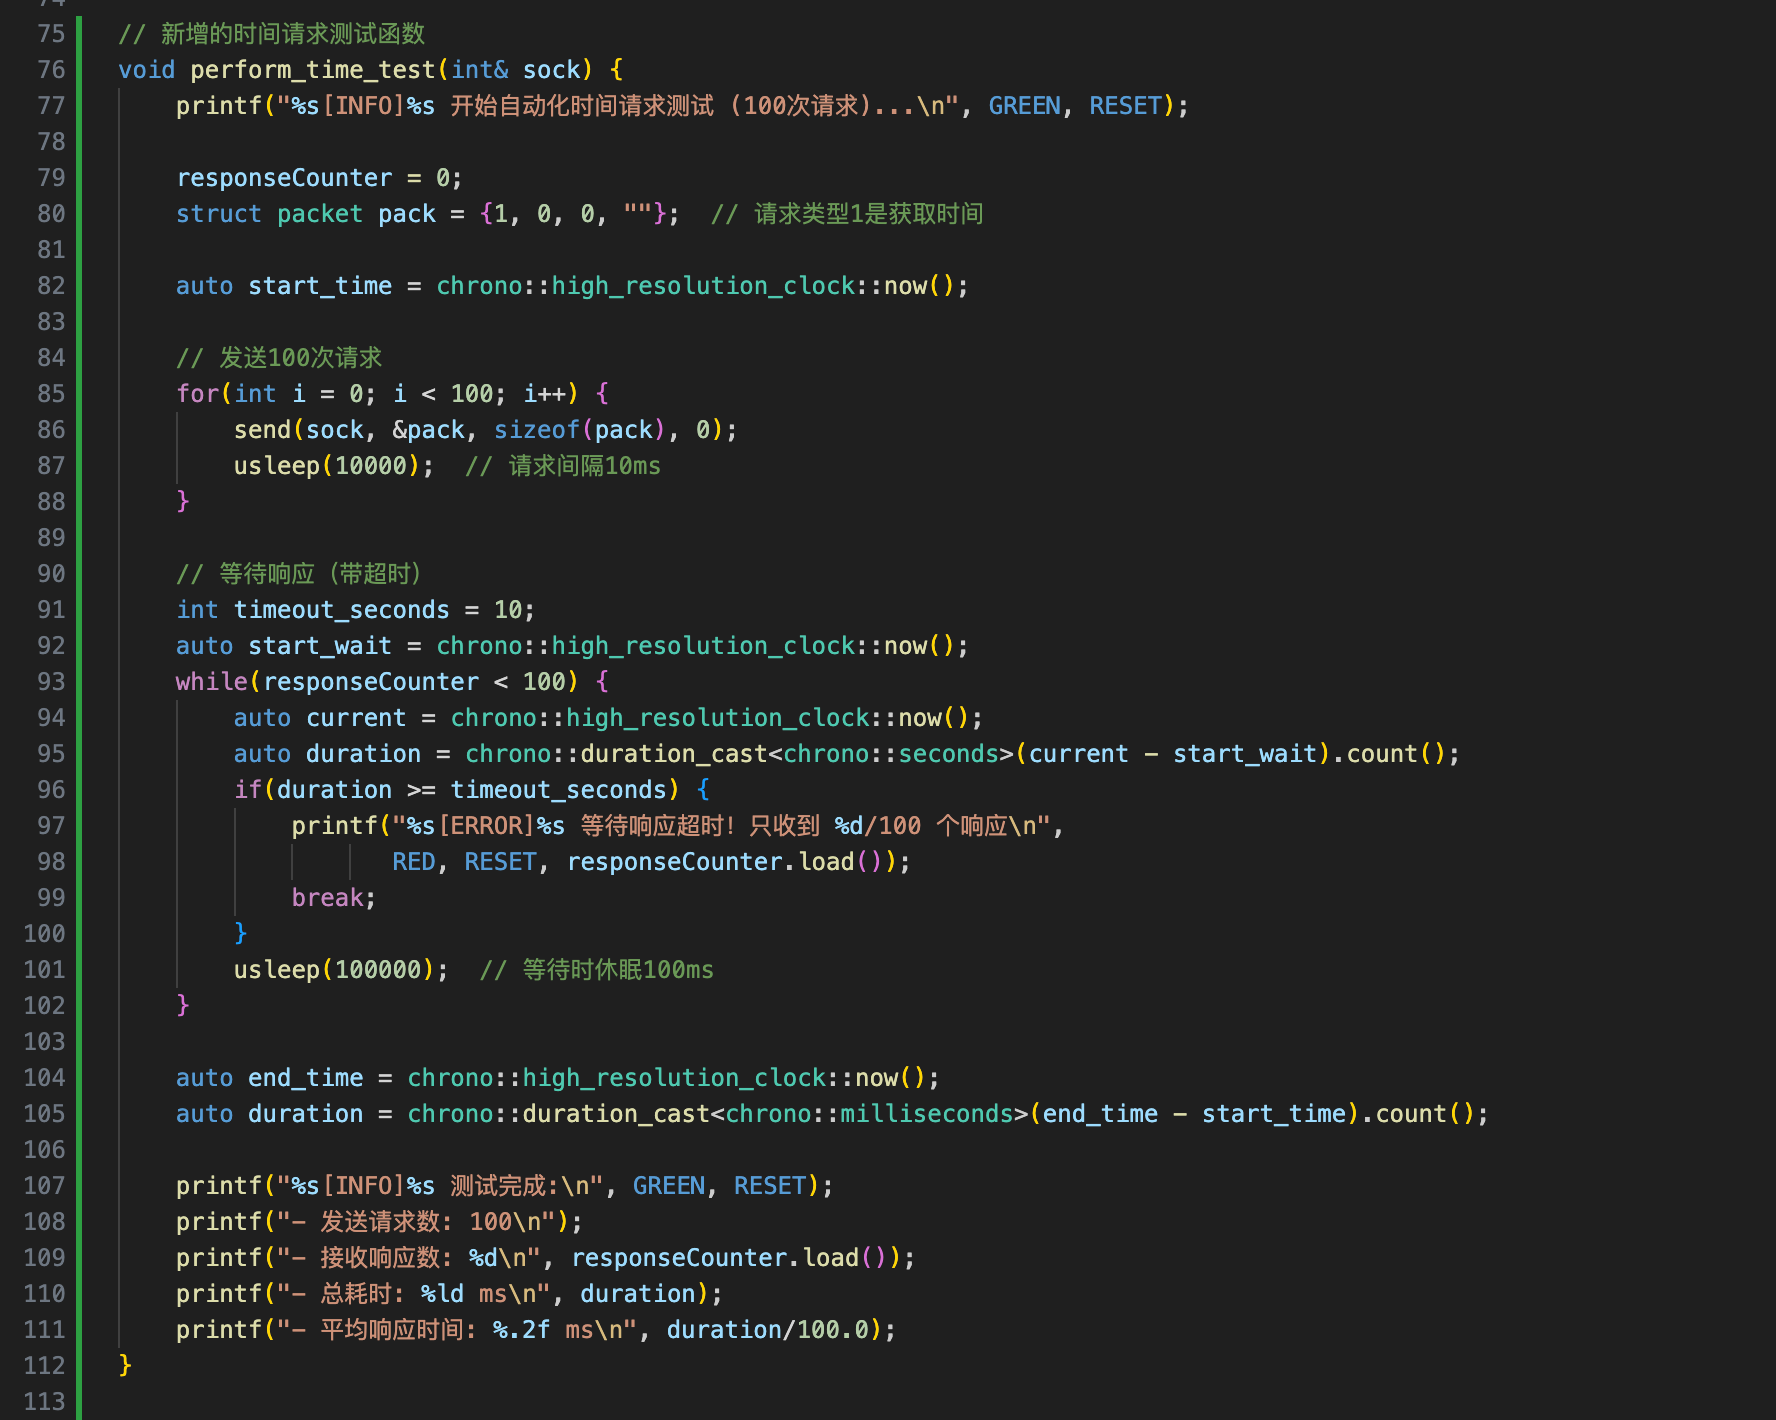 75 // 新增的时间请求测试函数
76 void perform_time_test(int& sock) {
77     printf("%s[INFO]%s 开始自动化时间请求测试 (100次请求)...\n", GREEN, RESET);
78
79     responseCounter = 0;
80     struct packet pack = {1, 0, 0, ""};  // 请求类型1是获取时间
81
82     auto start_time = chrono::high_resolution_clock::now();
83
84     // 发送100次请求
85     for(int i = 0; i < 100; i++) {
86         send(sock, &pack, sizeof(pack), 0);
87         usleep(10000);  // 请求间隔10ms
88     }
89
90     // 等待响应（带超时）
91     int timeout_seconds = 10;
92     auto start_wait = chrono::high_resolution_clock::now();
93     while(responseCounter < 100) {
94         auto current = chrono::high_resolution_clock::now();
95         auto duration = chrono::duration_cast<chrono::seconds>(current - start_wait).count();
96         if(duration >= timeout_seconds) {
97             printf("%s[ERROR]%s 等待响应超时！只收到 %d/100 个响应\n",
98                    RED, RESET, responseCounter.load());
99             break;
100         }
101         usleep(100000);  // 等待时休眠100ms
102     }
103
104     auto end_time = chrono::high_resolution_clock::now();
105     auto duration = chrono::duration_cast<chrono::milliseconds>(end_time - start_time).count();
106
107     printf("%s[INFO]%s 测试完成:\n", GREEN, RESET);
108     printf("- 发送请求数: 100\n");
109     printf("- 接收响应数: %d\n", responseCounter.load());
110     printf("- 总耗时: %ld ms\n", duration);
111     printf("- 平均响应时间: %.2f ms\n", duration/100.0);
112 }
113